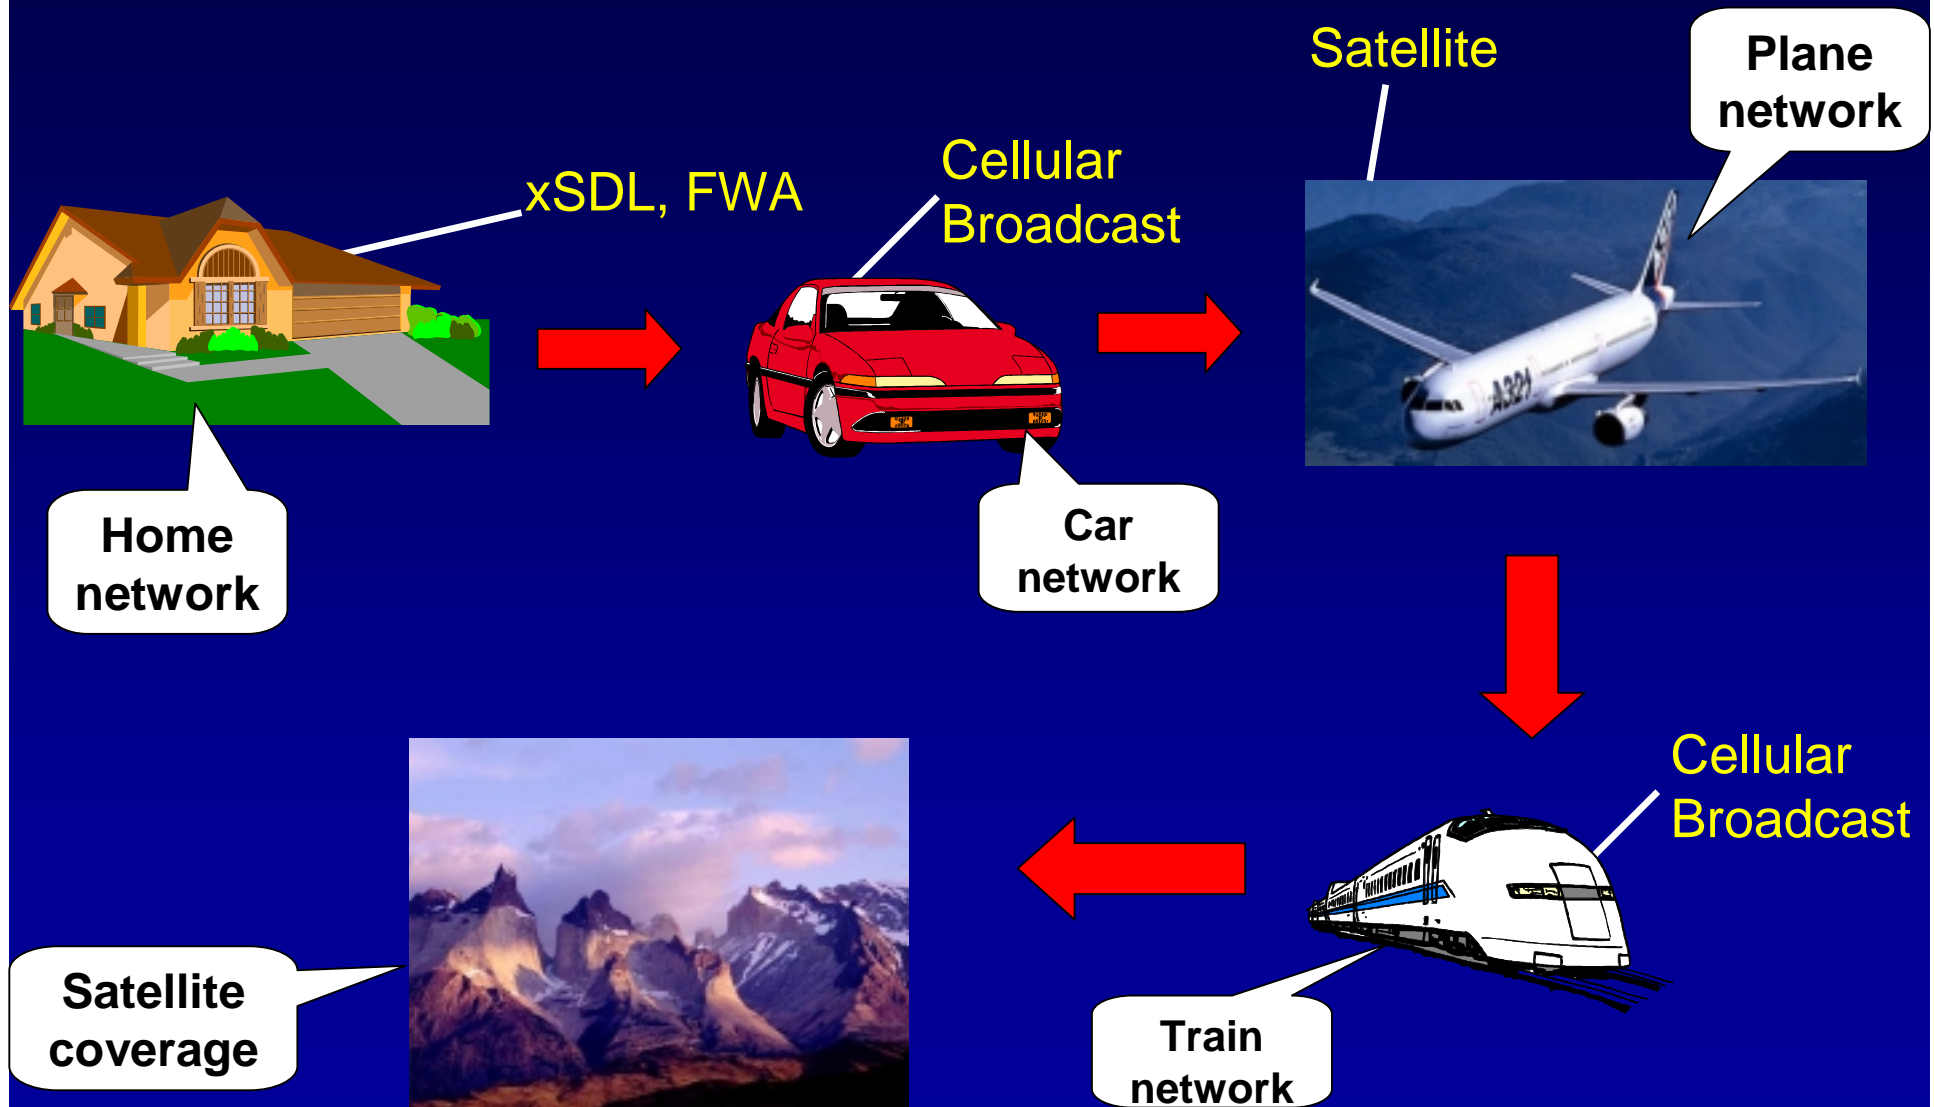 Satellite
Plane
network
xSDL, FWA
Cellular
Broadcast
A321
Home
network
Car
network
Cellular
Broadcast
Satellite
coverage
Train
network